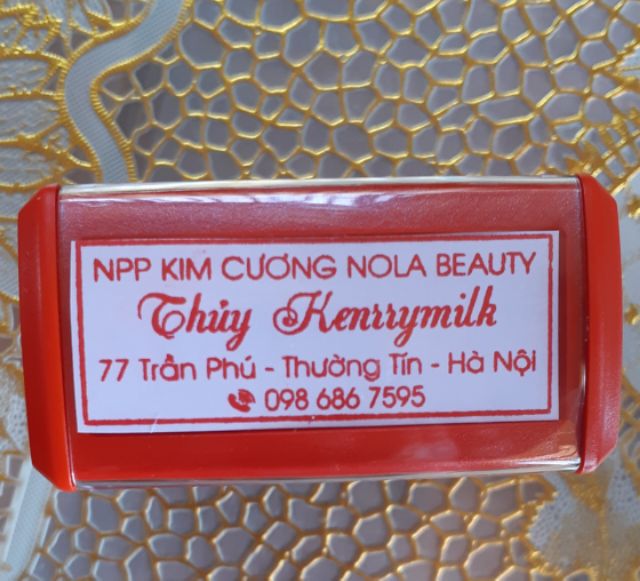 NPP KIM CƯƠNG NOLA BEAUTY
Thủy Kenrrymilk
77 Trần Phú - Thường Tín - Hà Nội
098 686 7595